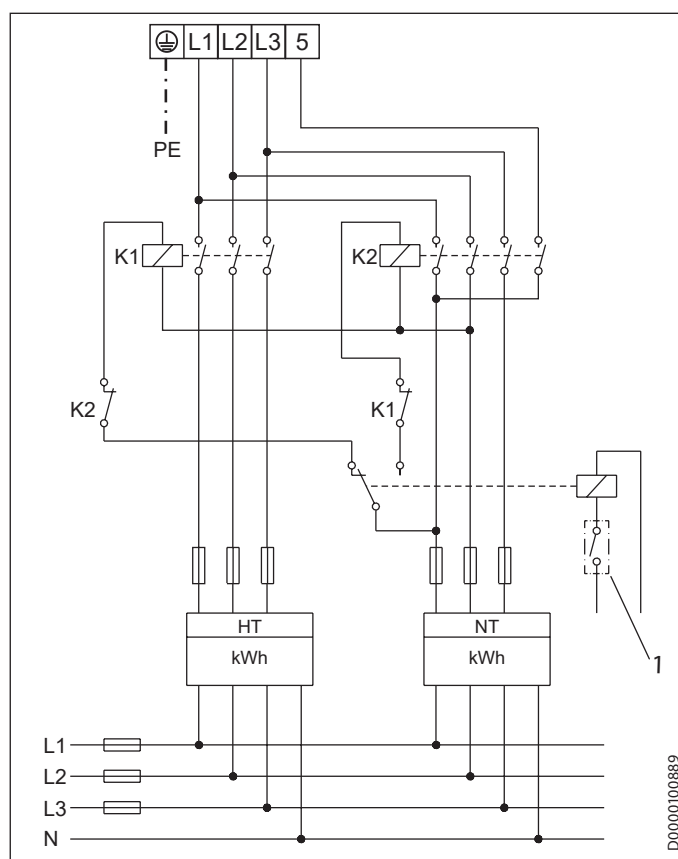 L1 L2 L3 5
PE
K1 K2
K2 K1
HT NT
kWh kWh
1
L1
L2
L3
N
D0000100889